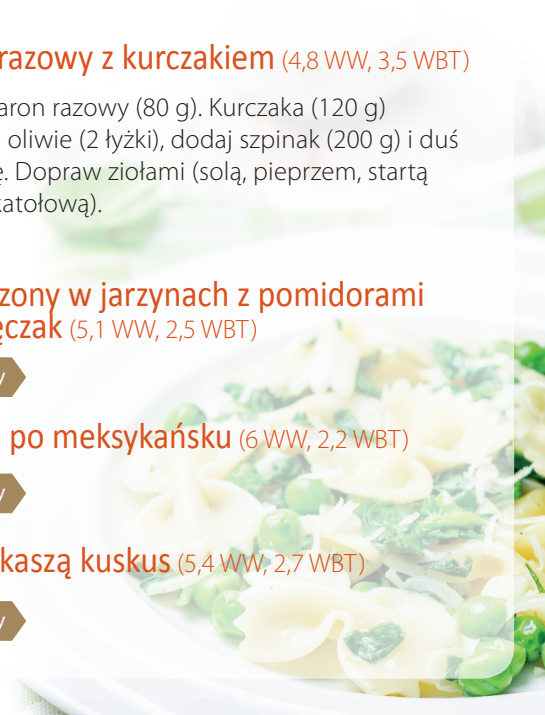 razowy z kurczakiem (4,8 WW, 3,5 WBT)
aron razowy (80 g). Kurczaka (120 g)
oliwie (2 łyżki), dodaj szpinak (200 g) i duś
ę. Dopraw ziołami (solą, pieprzem, startą
katołową).
zony w jarzynach z pomidorami
ęczak (5,1 WW, 2,5 WBT)
y
po meksykańsku (6 WW, 2,2 WBT)
y
kaszą kuskus (5,4 WW, 2,7 WBT)
y